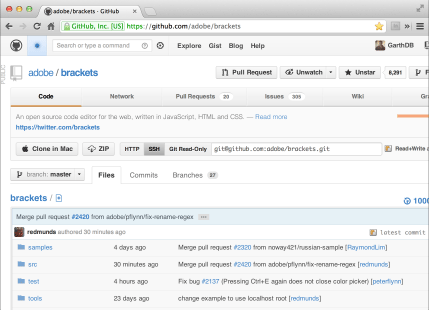 adobe/brackets · GitHub
GitHub, Inc. [US] https://github.com/adobe/brackets
Search or type a command
Explore Gist Blog Help
GarthDB
PUBLIC
adobe / brackets
Pull Request Unwatch Unstar 8,291 F
Code Network Pull Requests 20 Issues 306 Wiki Gra
An open source code editor for the web, written in JavaScript, HTML and CSS. — Read more
https://twitter.com/brackets
Clone in Mac ZIP HTTP SSH Git Read-Only git@github.com:adobe/brackets.git Read+Write
branch: master Files Commits Branches 27
brackets / 1000
Merge pull request #2420 from adobe/pflynn/fix-rename-regex
redmunds authored 30 minutes ago latest commit
samples 4 days ago Merge pull request #2320 from noway421/russian-sample [RaymondLim]
src 30 minutes ago Merge pull request #2420 from adobe/pflynn/fix-rename-regex [redmunds]
test 4 hours ago Fix bug #2137 (Pressing Ctrl+E again does not close color picker) [peterflynn]
tools 23 days ago change example to use localhost root [redmunds]